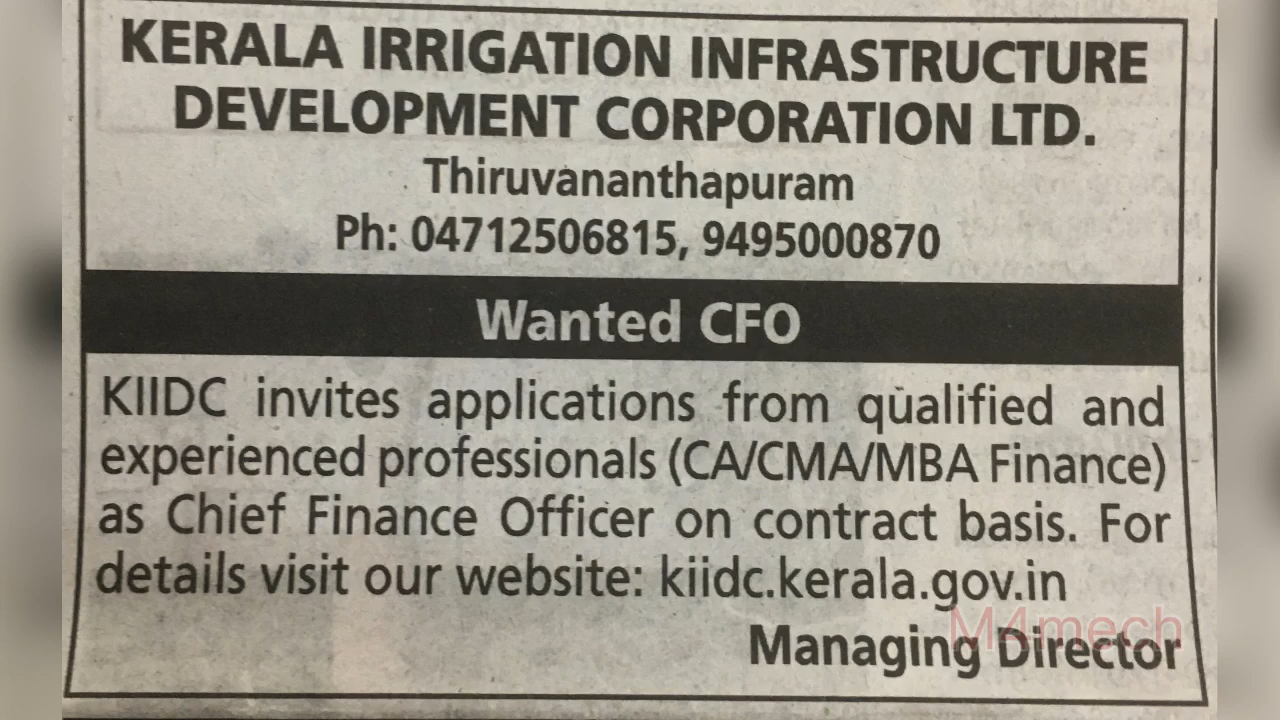 KERALA IRRIGATION INFRASTRUCTURE
DEVELOPMENT CORPORATION LTD.
Thiruvananthapuram
Ph: 04712506815, 9495000870
Wanted CFO
KIIDC invites applications from qualified and
experienced professionals (CA/CMA/MBA Finance)
as Chief Finance Officer on contract basis. For
details visit our website: kiidc.kerala.gov.in
M4mech
Managing Director